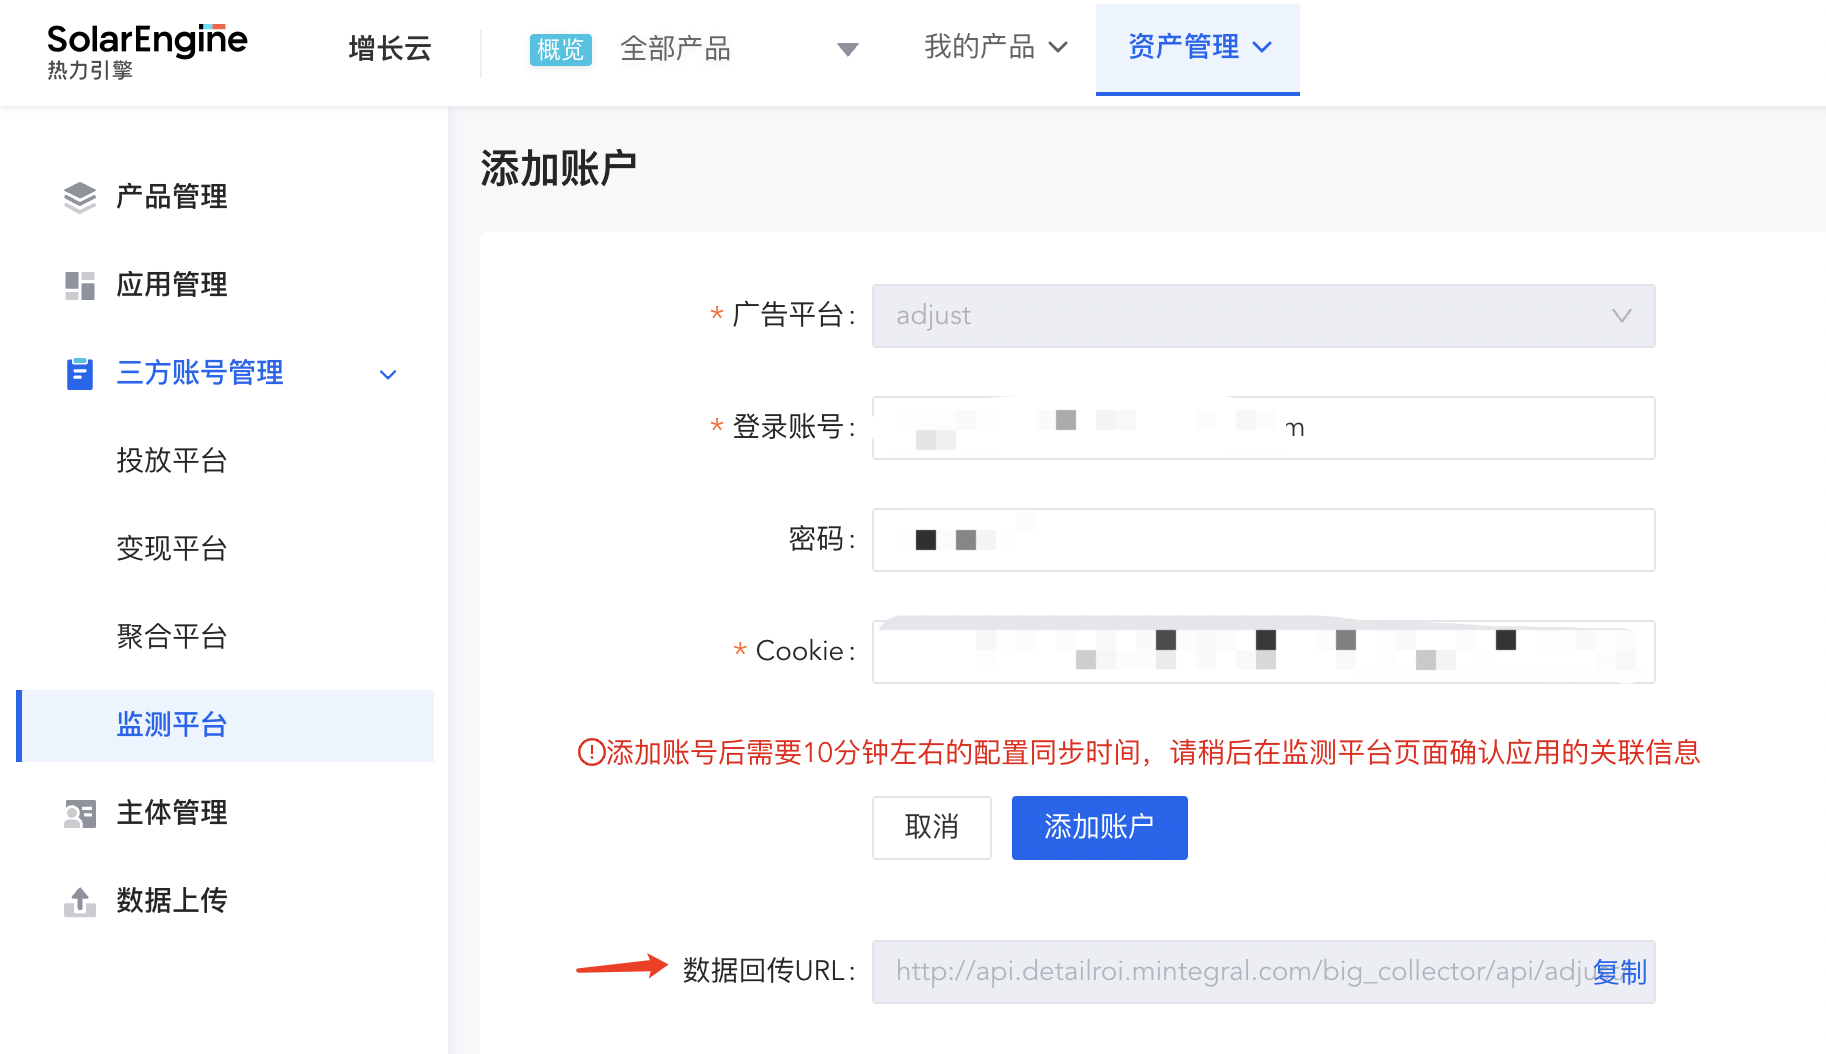 SolarEngine
热力引擎
增长云
概览 全部产品
我的产品
资产管理
产品管理
应用管理
三方账号管理
投放平台
变现平台
聚合平台
监测平台
主体管理
数据上传
添加账户
* 广告平台: adjust
* 登录账号: m
密码:
* Cookie:
添加账号后需要10分钟左右的配置同步时间，请稍后在监测平台页面确认应用的关联信息
取消 添加账户
数据回传URL: http://api.detailroi.mintegral.com/big_collector/api/adju 复制